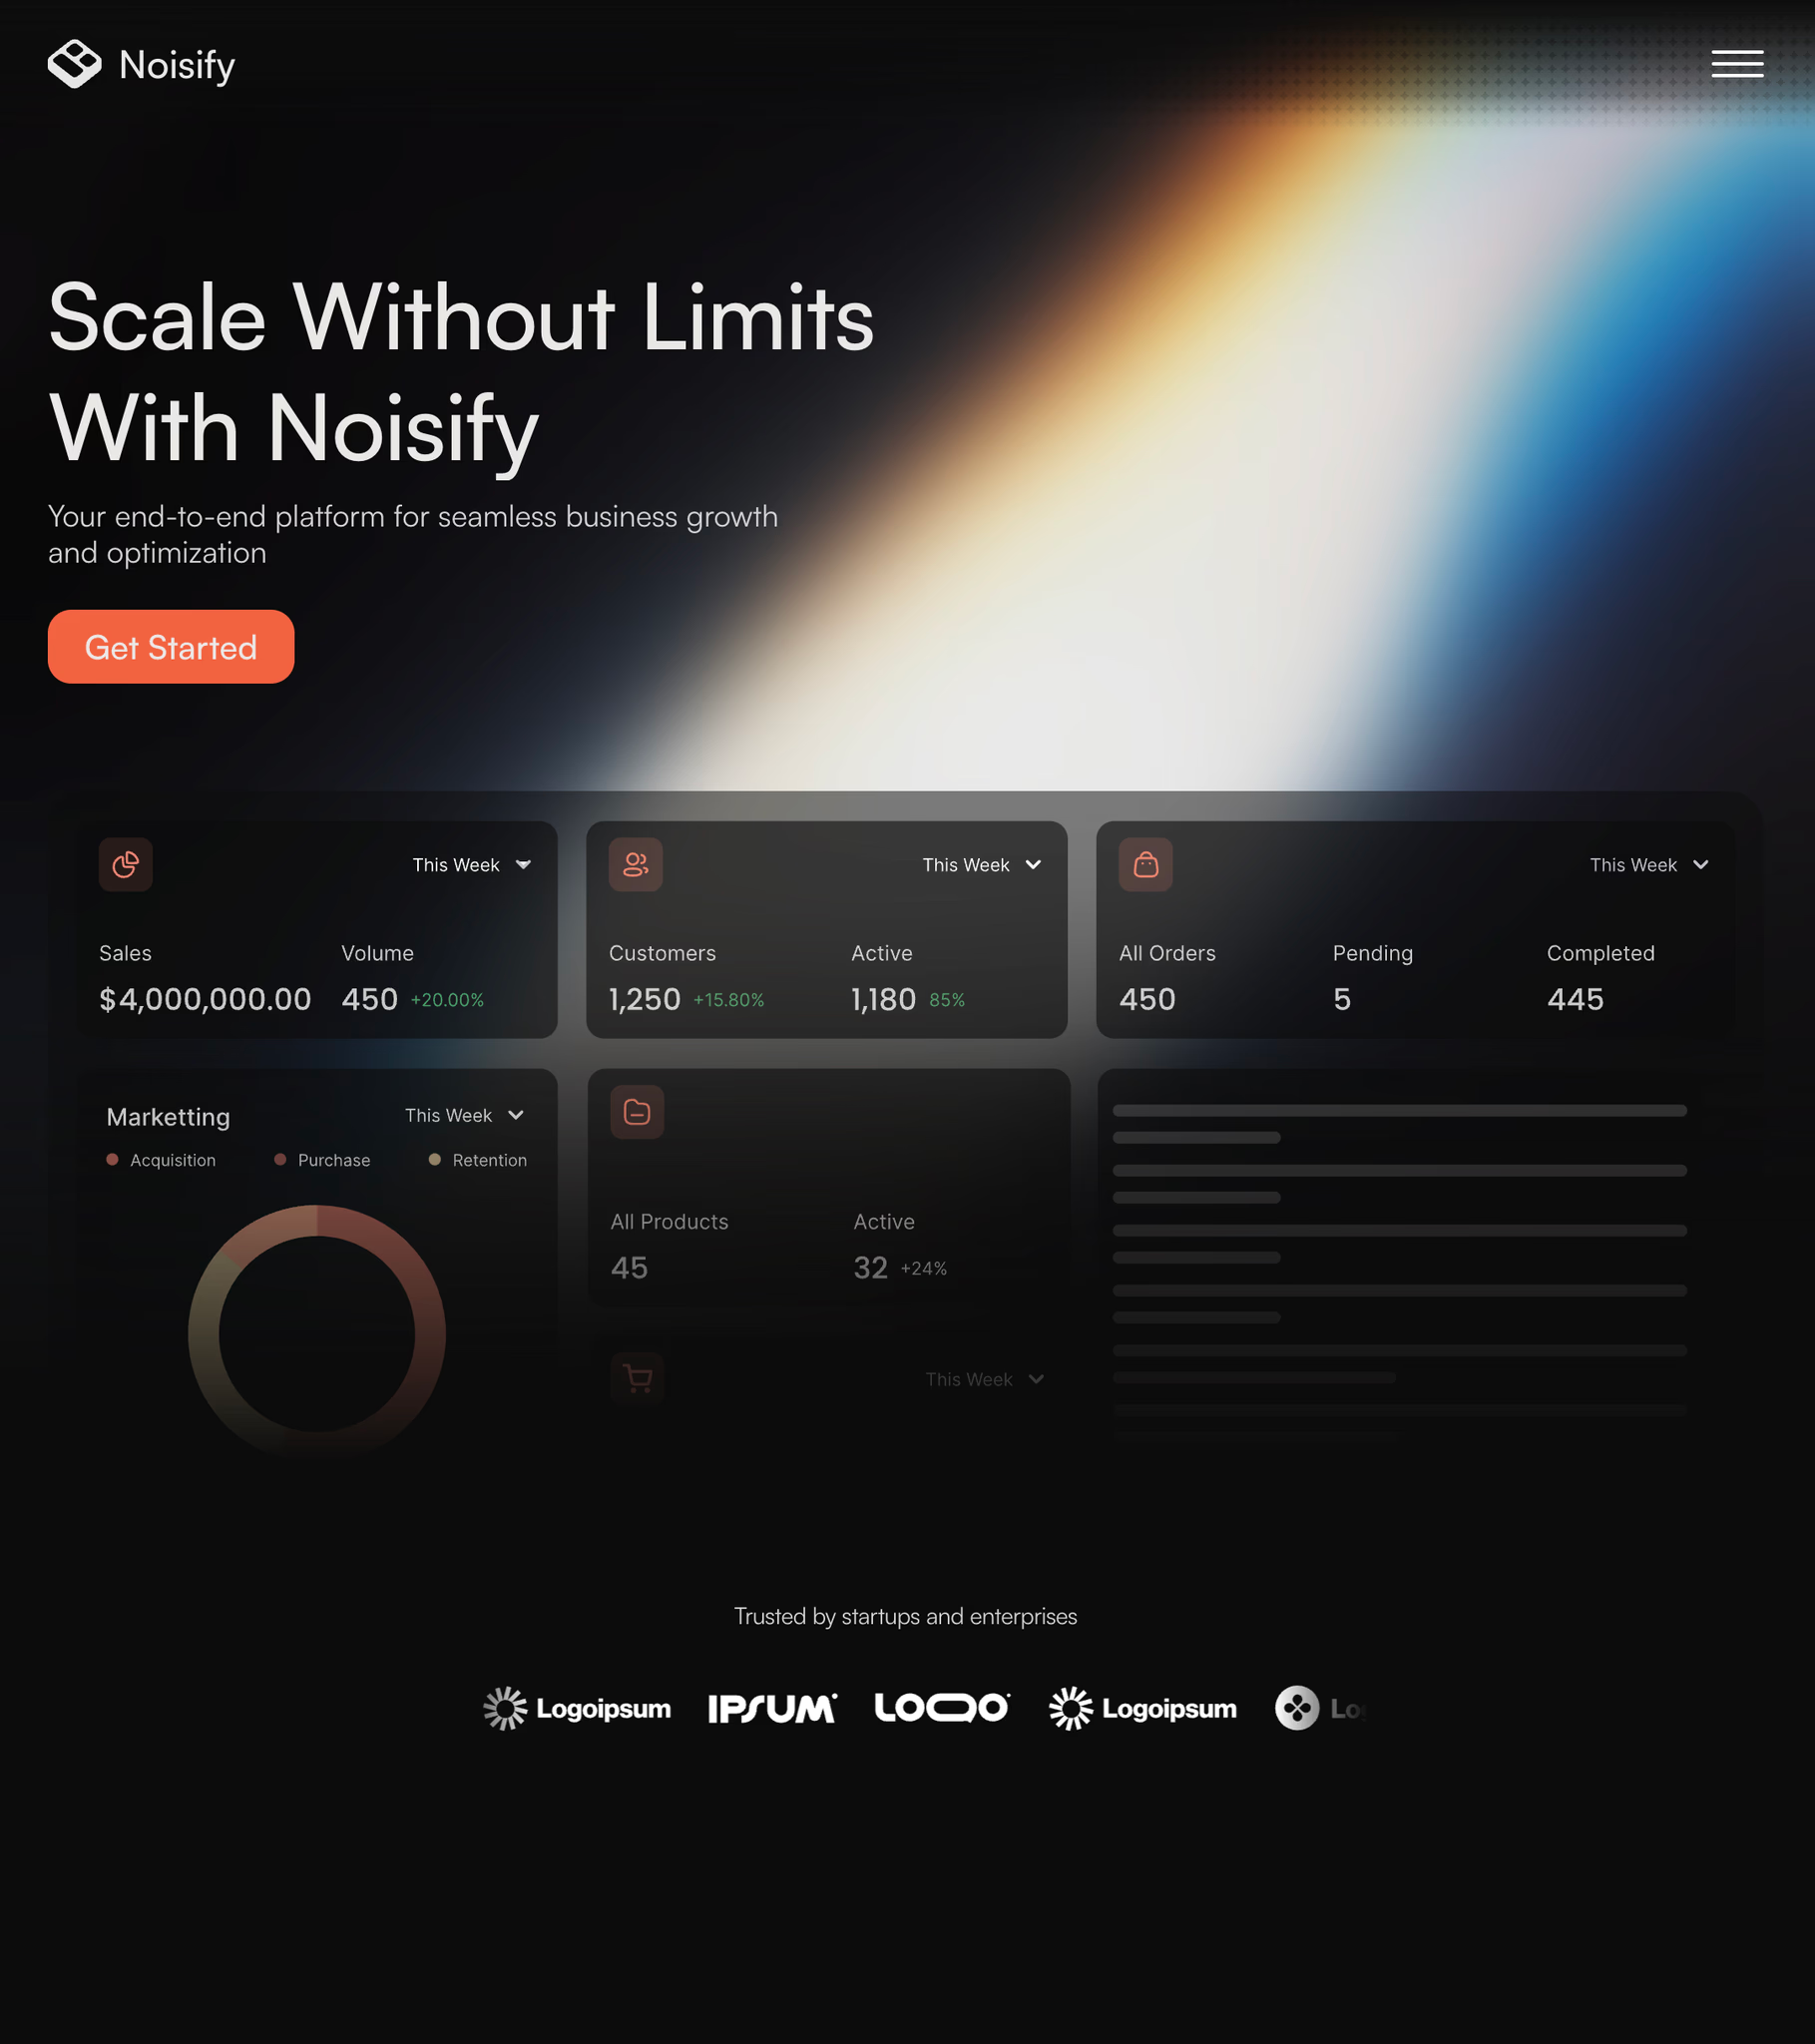 Noisify
Scale Without Limits
With Noisify
Your end-to-end platform for seamless business growth
and optimization
Get Started
This Week
Sales
Volume
$4,000,000.00
450 +20.00%
This Week
Customers
Active
1,250 +15.80%
1,180 85%
This Week
All Orders
Pending
Completed
450
5
445
Marketting
This Week
Acquisition
Purchase
Retention
All Products
Active
45
32 +24%
This Week
Trusted by startups and enterprises
Logoipsum
IPSUM
LOQO
Logoipsum